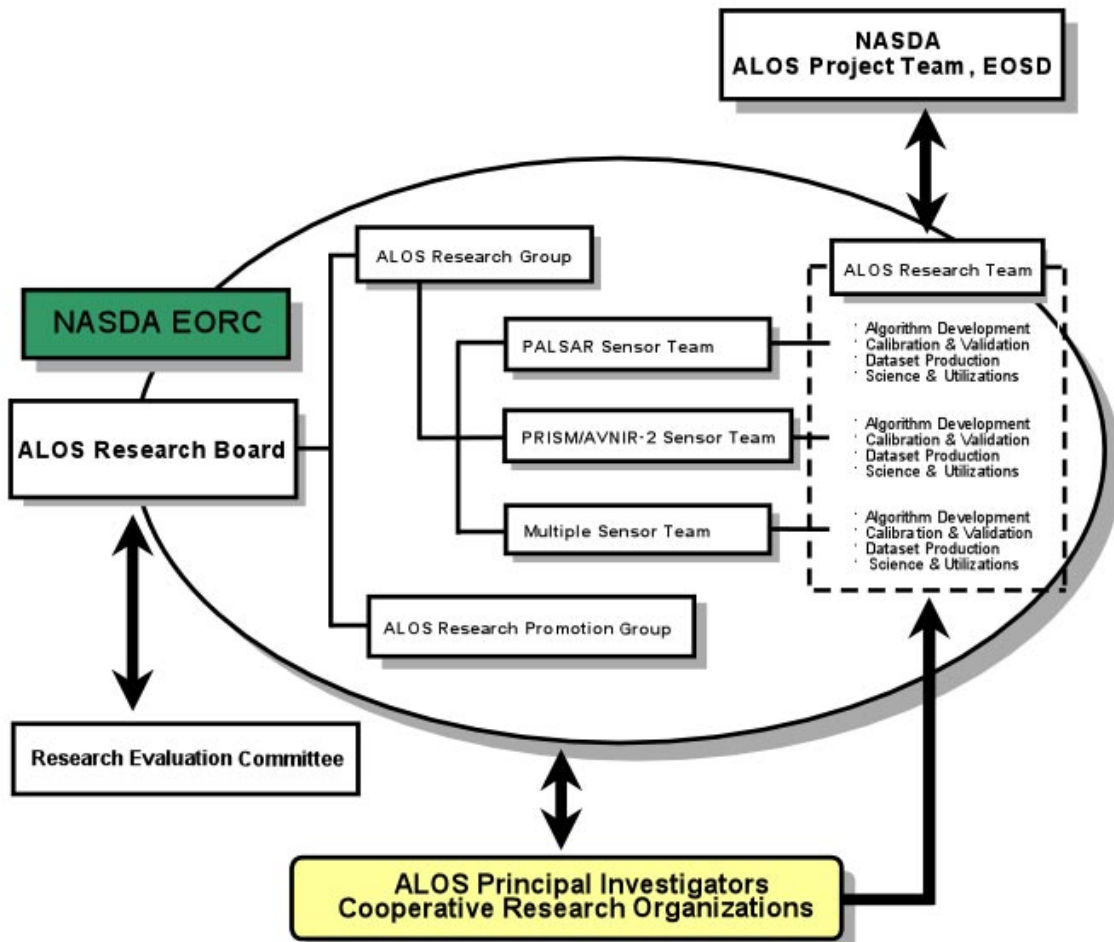 NASDA
ALOS Project Team , EOSD
ALOS Research Group
ALOS Research Team
NASDA EORC
PALSAR Sensor Team
· Algorithm Development
· Calibration & Validation
· Dataset Production
· Science & Utilizations
ALOS Research Board
PRISM/AVNIR-2 Sensor Team
· Algorithm Development
· Calibration & Validation
· Dataset Production
· Science & Utilizations
Multiple Sensor Team
· Algorithm Development
· Calibration & Validation
· Dataset Production
· Science & Utilizations
ALOS Research Promotion Group
Research Evaluation Committee
ALOS Principal Investigators
Cooperative Research Organizations